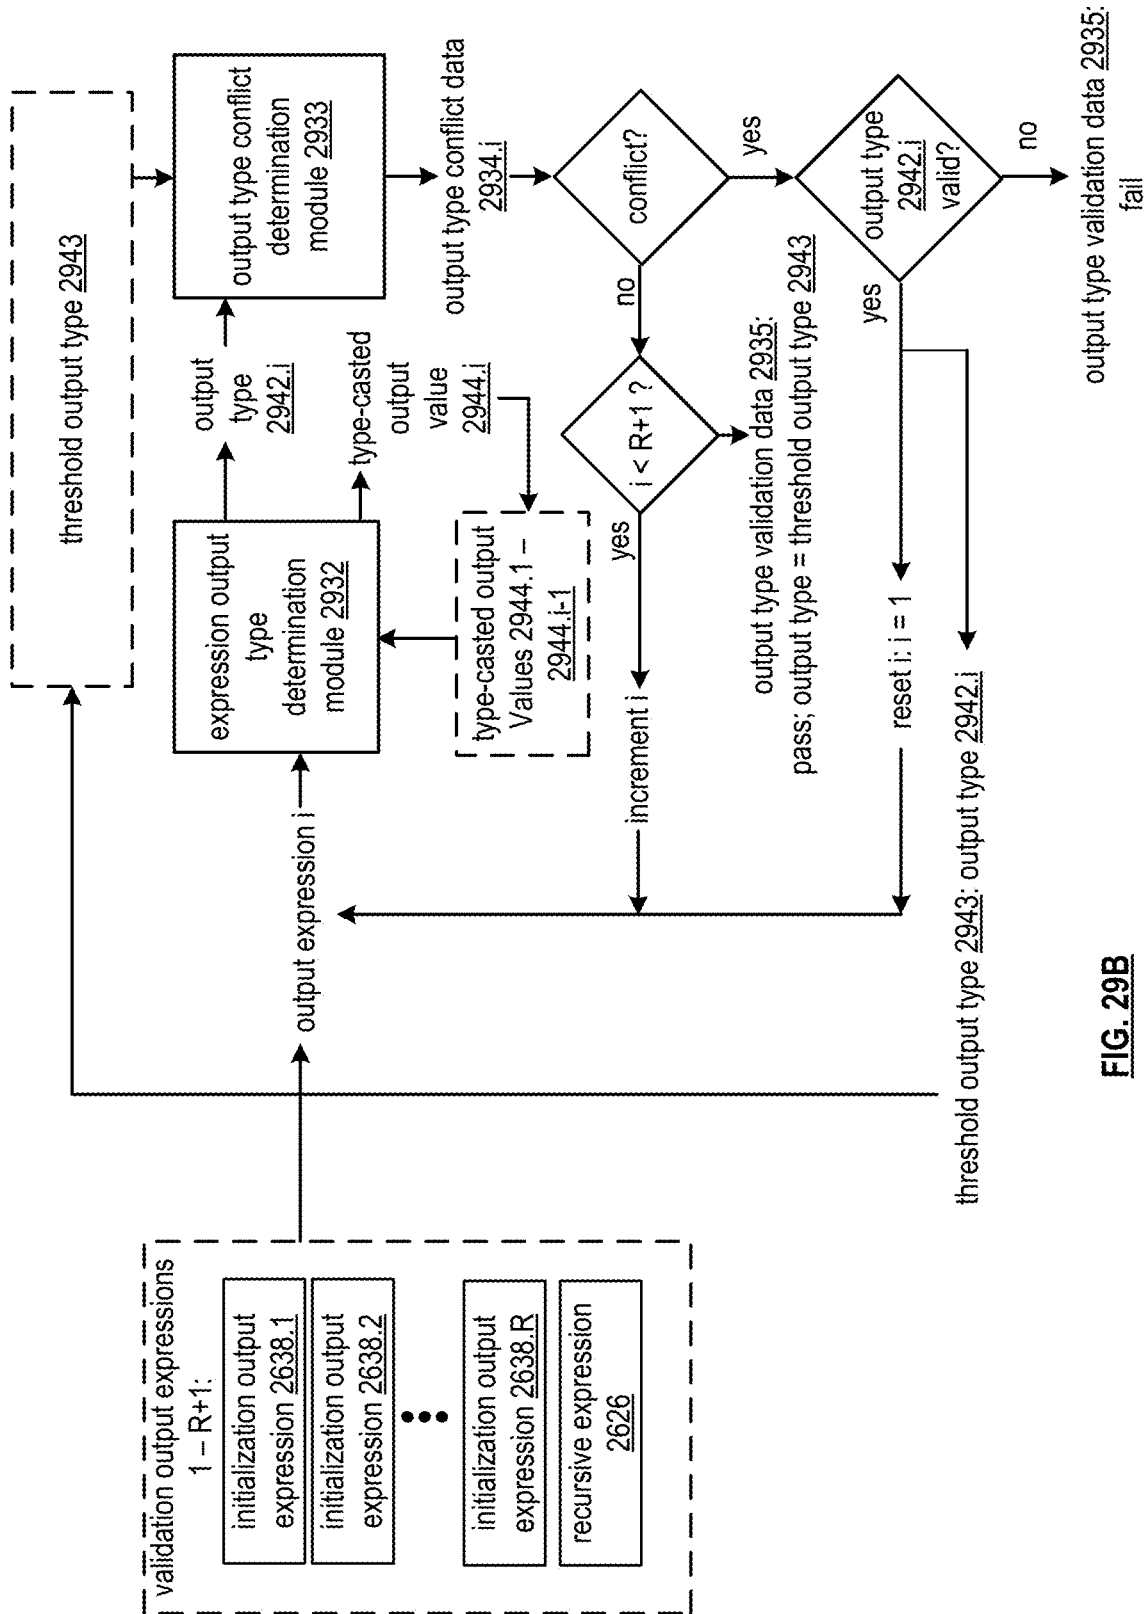 validation output expressions
1 – R+1:
initialization output
expression 2638.1
initialization output
expression 2638.2
initialization output
expression 2638.R
recursive expression
2626
output expression i
threshold output type 2943
expression output
type
determination
module 2932
output
type
2942.i
output type conflict
determination
module 2933
type-casted
output
value
2944.i
type-casted output
Values 2944.1 –
2944.i-1
output type conflict data
2934.i
conflict?
no
yes
i < R+1 ?
yes
increment i
output type validation data 2935:
pass; output type = threshold output type 2943
output type
2942.i
valid?
yes
no
reset i: i = 1
threshold output type 2943: output type 2942.i
output type validation data 2935:
fail
FIG. 29B